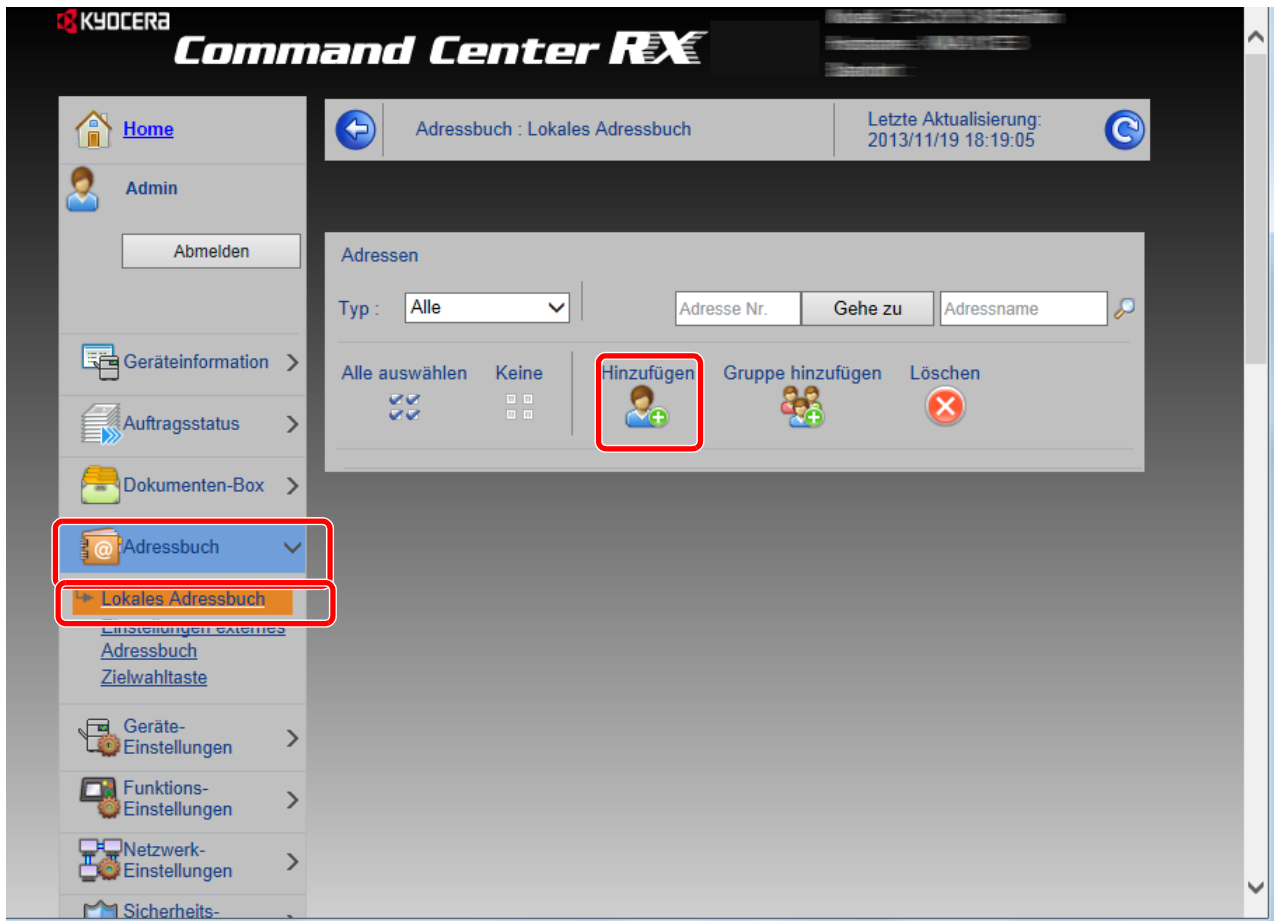 KYOCERA
Command Center RX
Home
Admin
Abmelden
Geräteinformation
Auftragsstatus
Dokumenten-Box
Adressbuch
Lokales Adressbuch
Einstellungen externes
Adressbuch
Zielwahltaste
Geräte-
Einstellungen
Funktions-
Einstellungen
Netzwerk-
Einstellungen
Sicherheits-
Adressbuch : Lokales Adressbuch
Letzte Aktualisierung:
2013/11/19 18:19:05
Adressen
Typ : Alle Adresse Nr. Gehe zu Adressname
Alle auswählen Keine Hinzufügen Gruppe hinzufügen Löschen